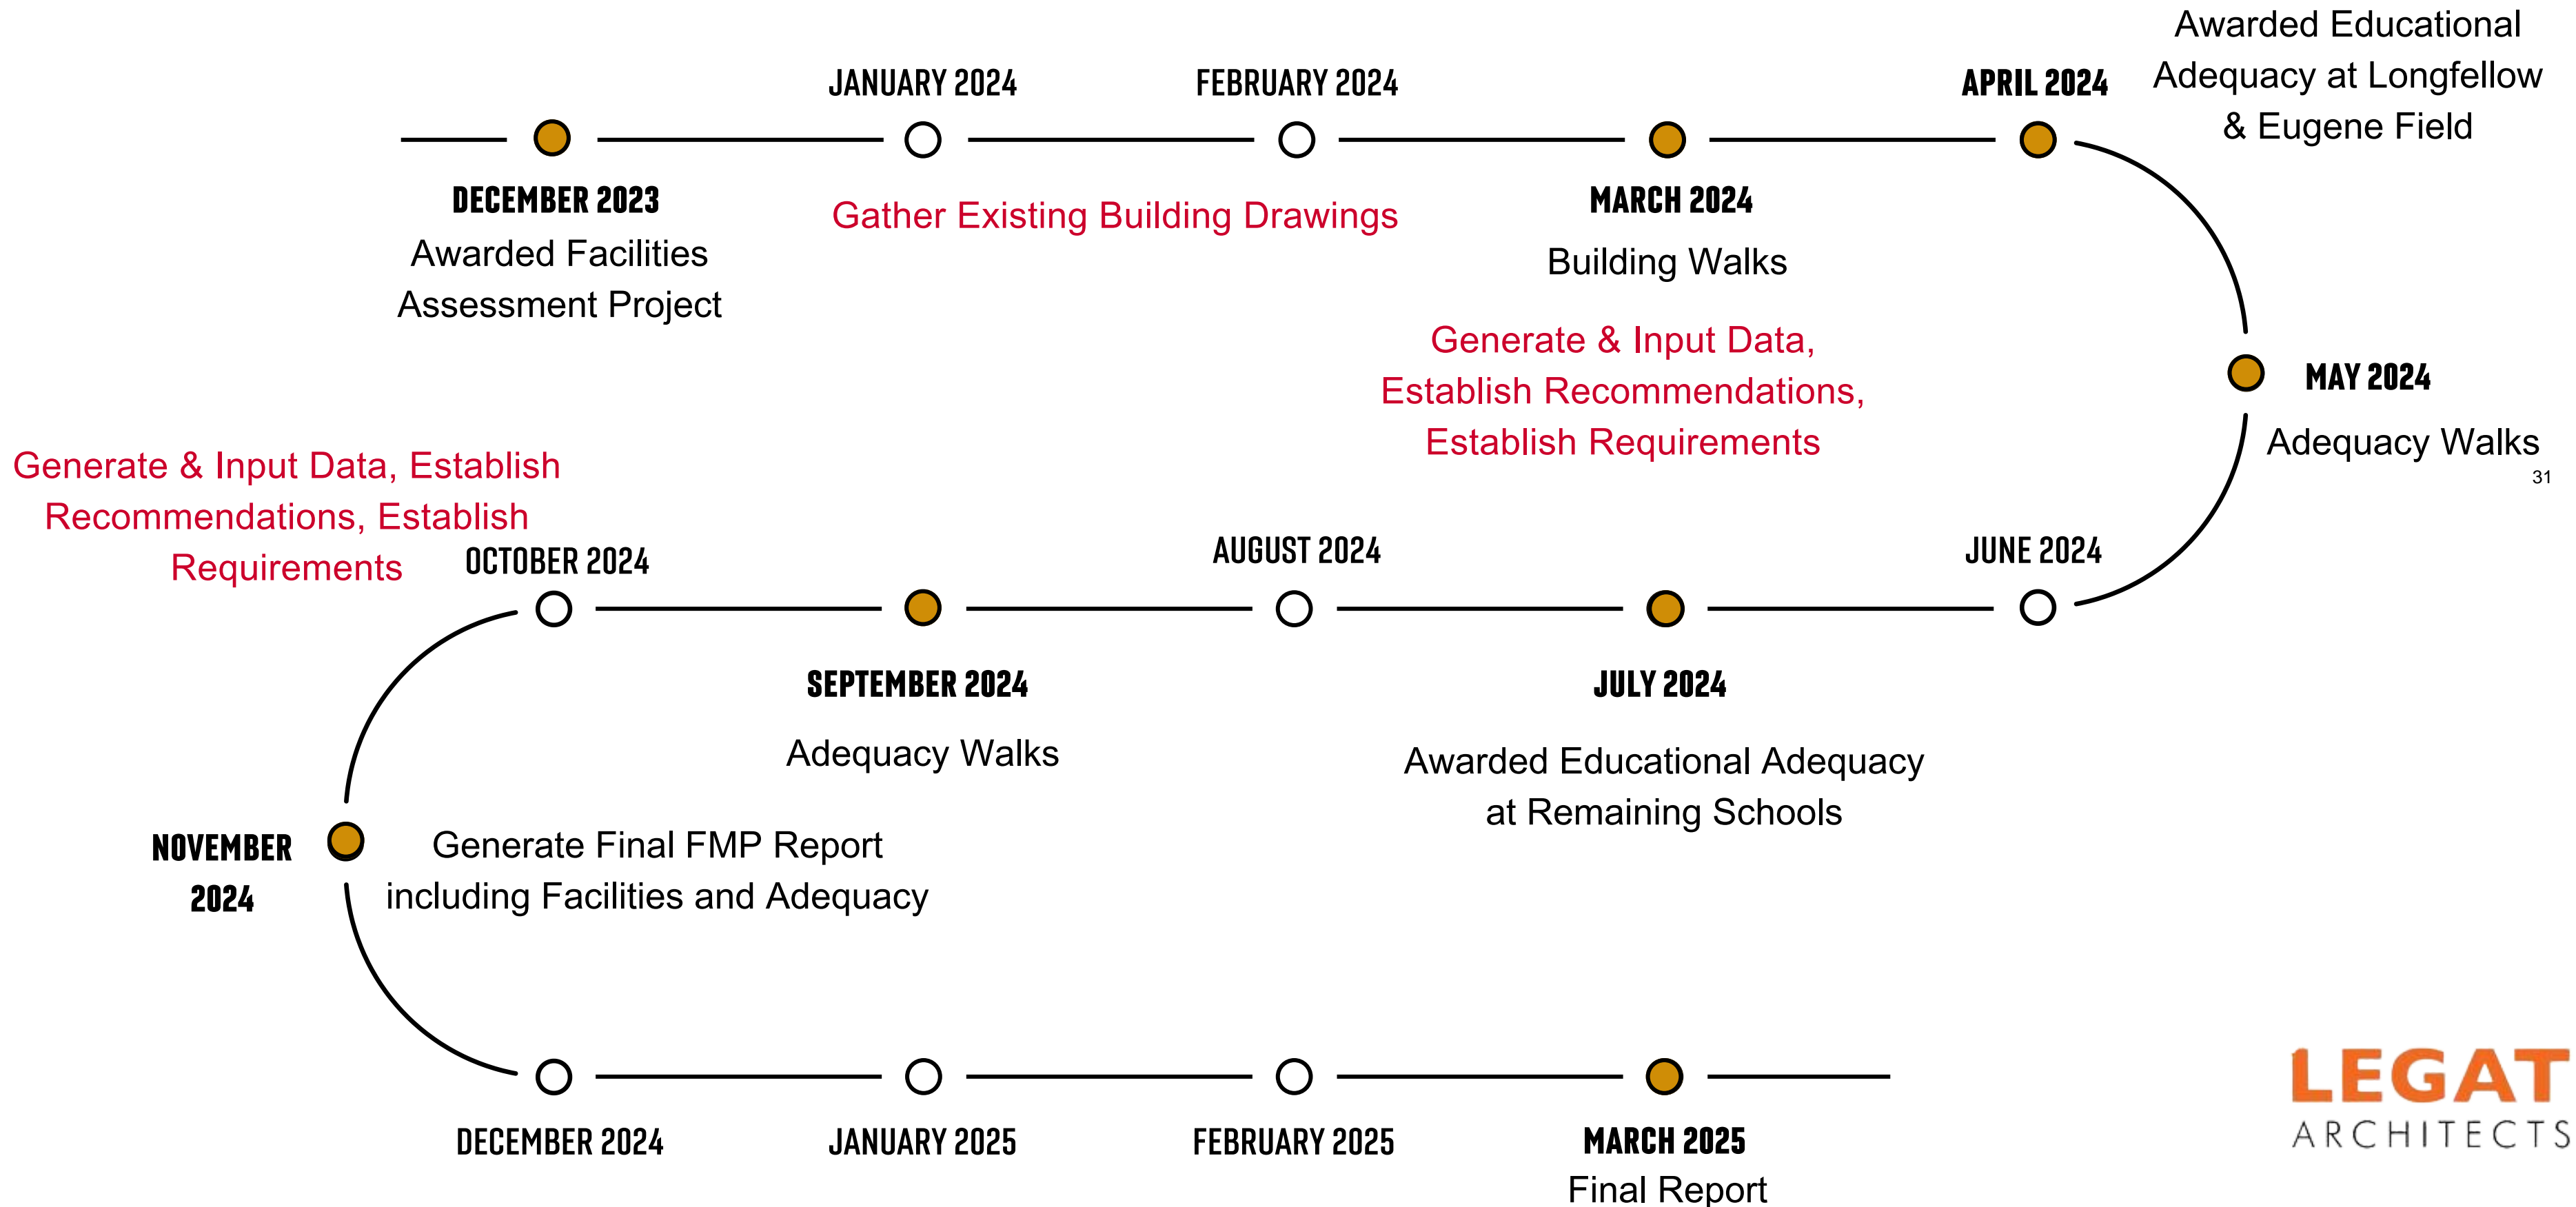 DECEMBER 2023
Awarded Facilities
Assessment Project
JANUARY 2024
FEBRUARY 2024
Gather Existing Building Drawings
MARCH 2024
Building Walks
Generate & Input Data,
Establish Recommendations,
Establish Requirements
APRIL 2024
Awarded Educational
Adequacy at Longfellow
& Eugene Field
MAY 2024
Adequacy Walks
31
JUNE 2024
JULY 2024
Awarded Educational Adequacy
at Remaining Schools
AUGUST 2024
SEPTEMBER 2024
Adequacy Walks
OCTOBER 2024
Generate & Input Data, Establish
Recommendations, Establish
Requirements
NOVEMBER
2024
Generate Final FMP Report
including Facilities and Adequacy
DECEMBER 2024
JANUARY 2025
FEBRUARY 2025
MARCH 2025
Final Report
LEGAT
ARCHITECTS